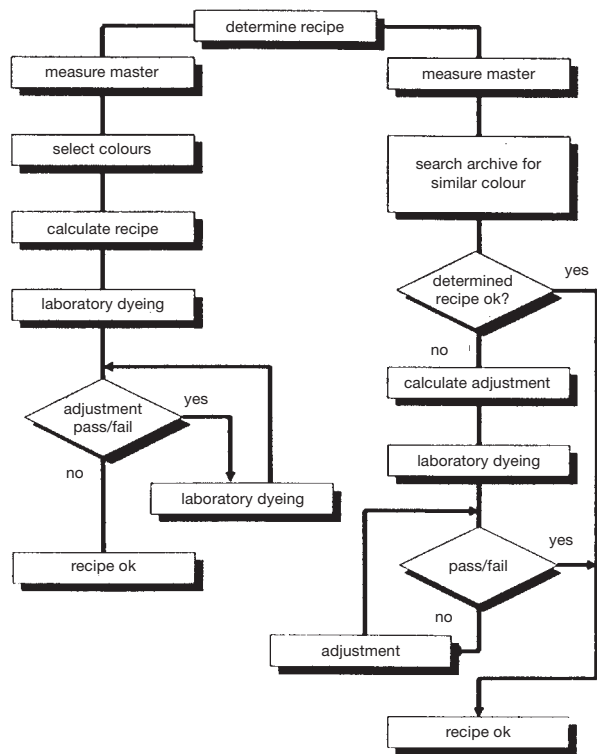 determine recipe
measure master
select colours
calculate recipe
laboratory dyeing
adjustment
pass/fail
yes
no
laboratory dyeing
recipe ok
measure master
search archive for
similar colour
determined
recipe ok?
yes
no
calculate adjustment
laboratory dyeing
pass/fail
yes
no
adjustment
recipe ok